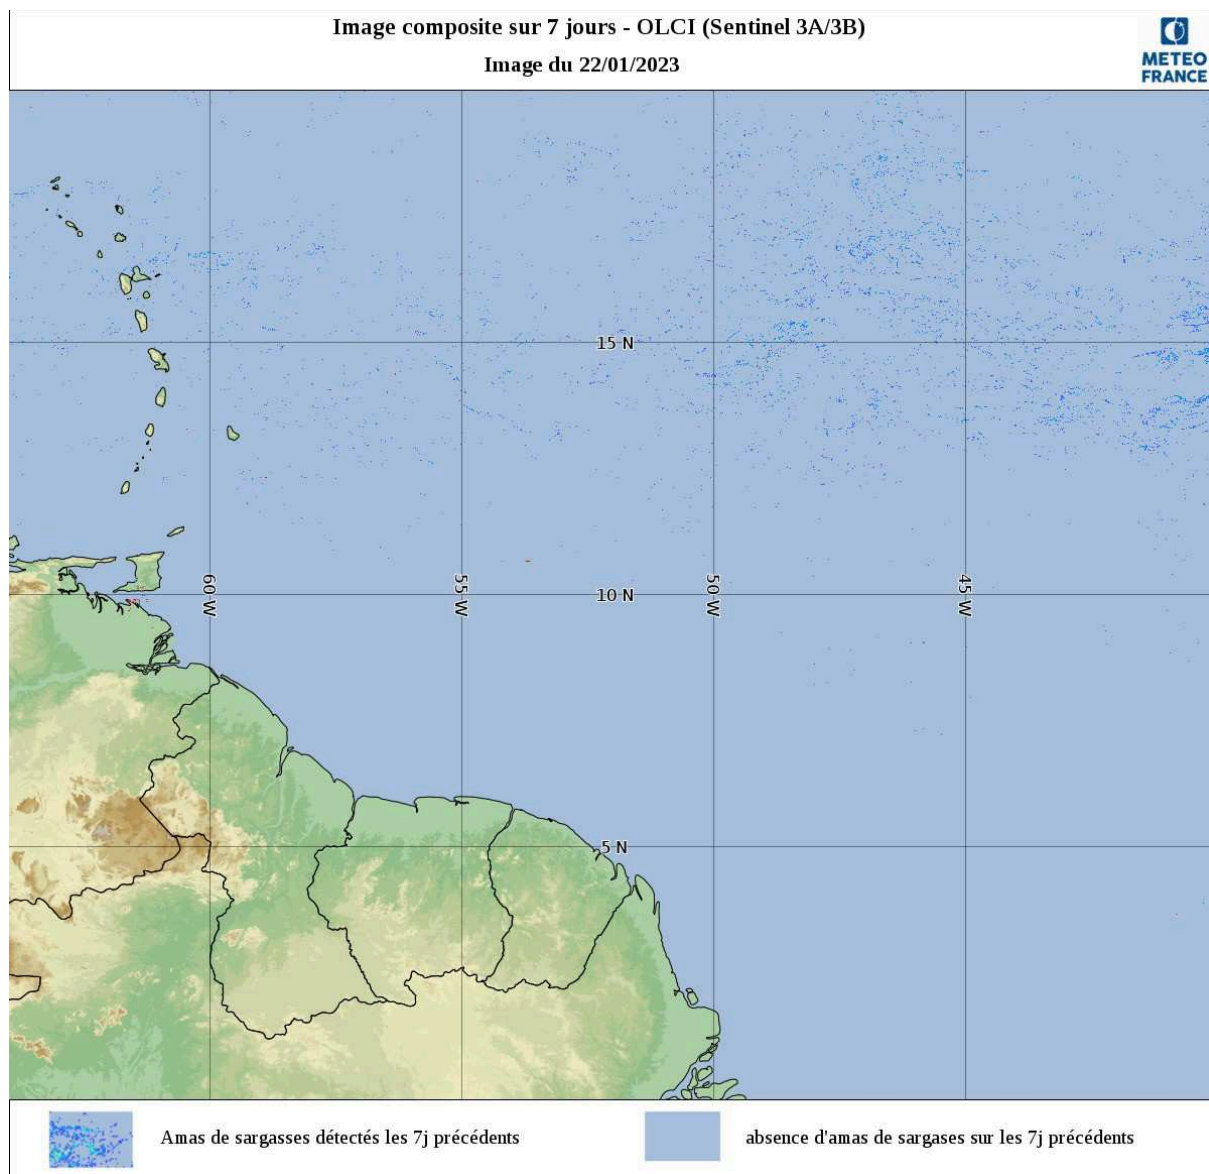 Image composite sur 7 jours - OLCI (Sentinel 3A/3B)
Image du 22/01/2023
METEO
FRANCE
15 N
60 W
55 W
10 N
50 W
45 W
5 N
Amas de sargasses détectés les 7j précédents
absence d'amas de sargases sur les 7j précédents